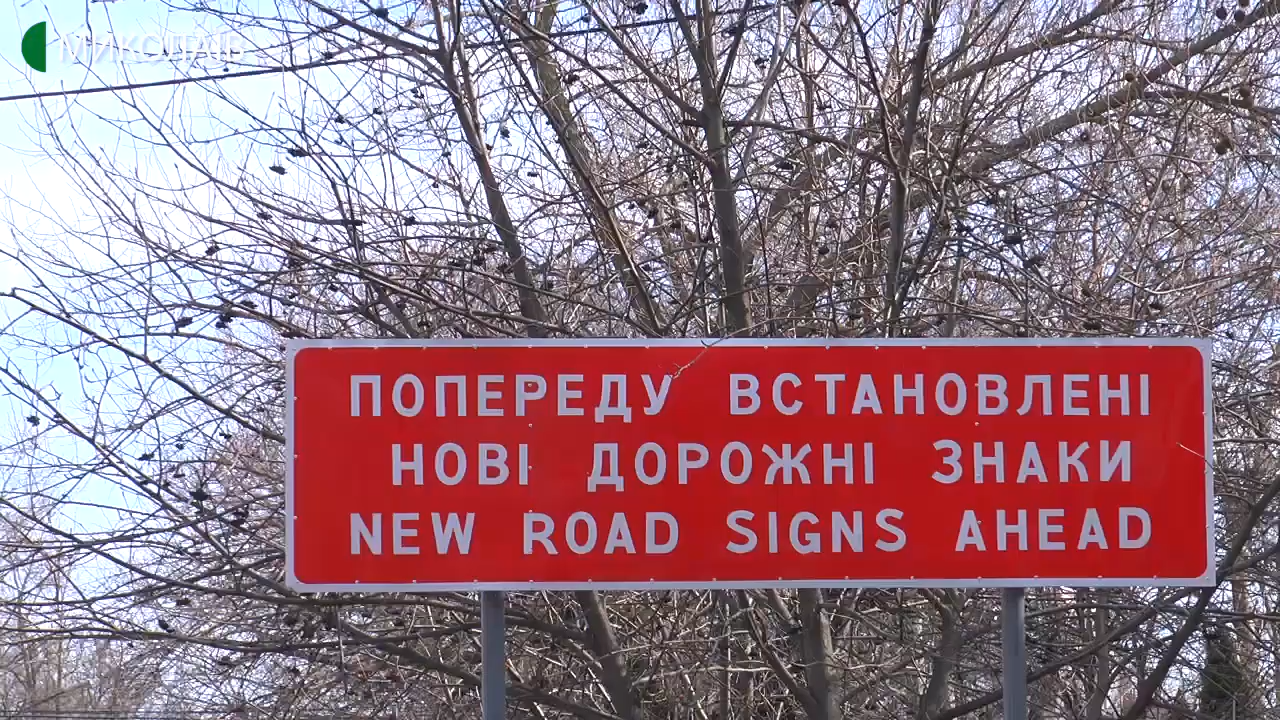 МИКОЛАЇВ
ПОПЕРЕДУ ВСТАНОВЛЕНІ
НОВІ ДОРОЖНІ ЗНАКИ
NEW ROAD SIGNS AHEAD